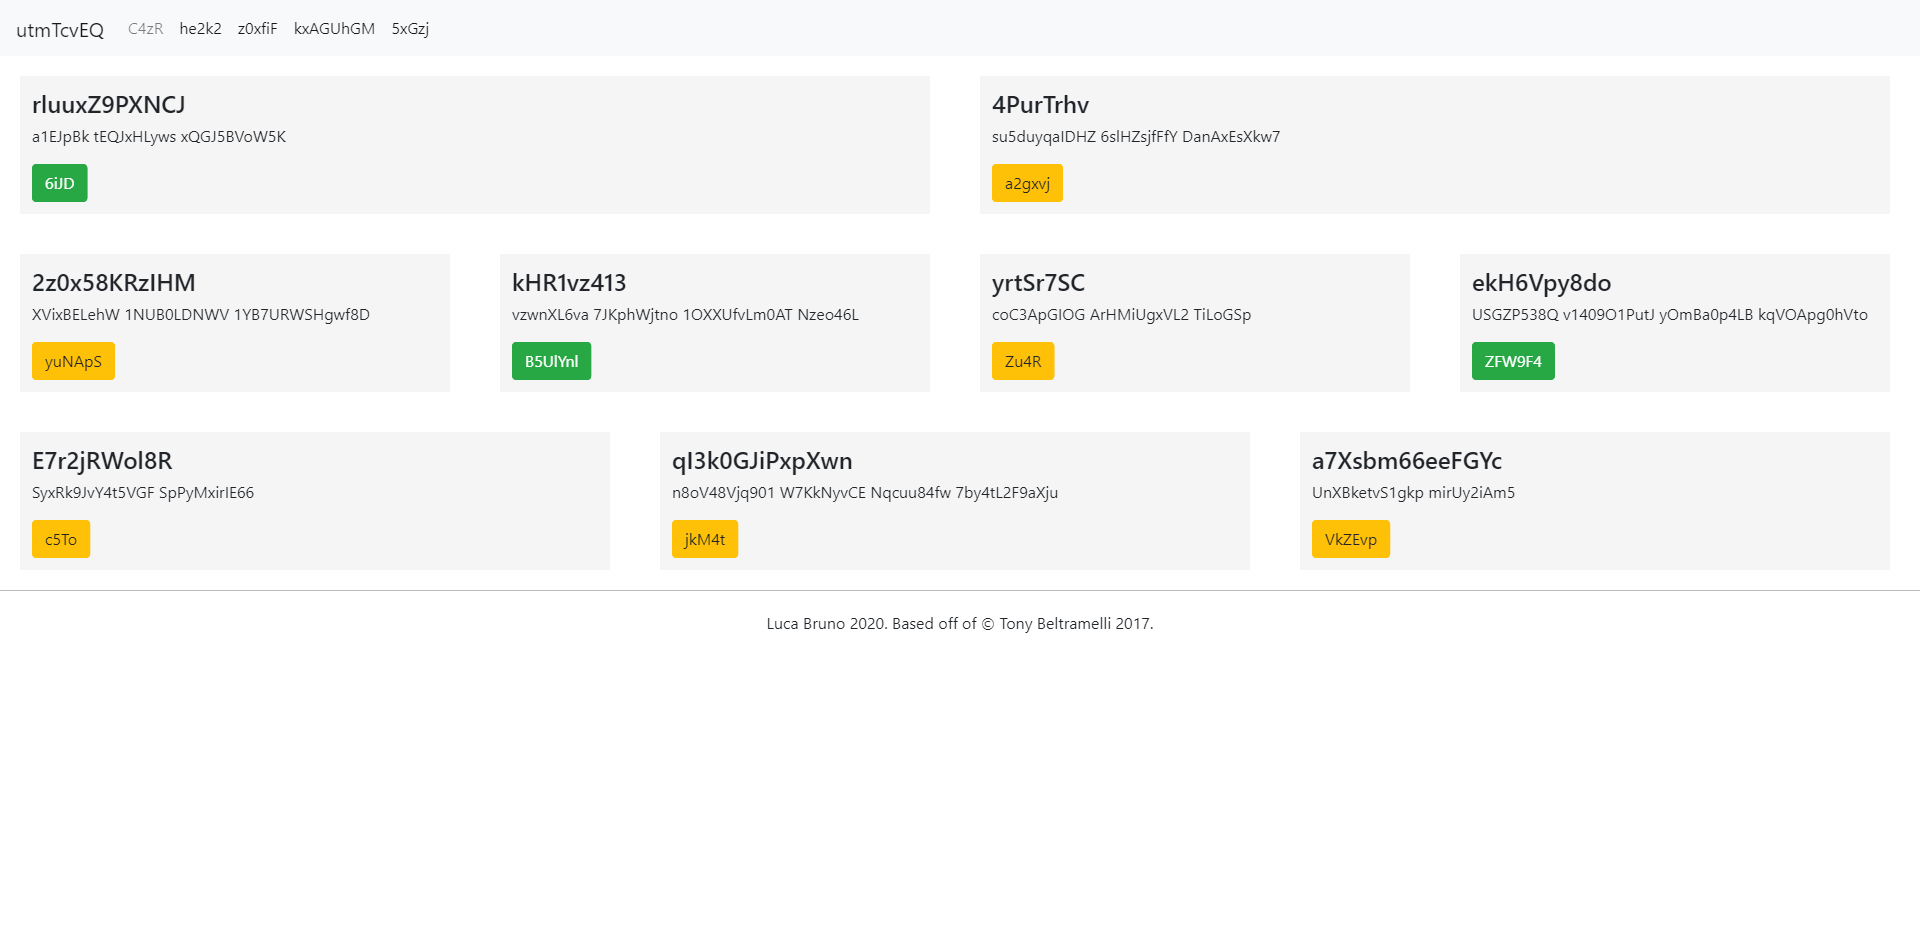 utmTcvEQ C4zR he2k2 z0xfiF kxAGUhGM 5xGzj
rluuxZ9PXNCJ
a1EJpBk tEQJxHLyws xQGJ5BVoW5K
6iJD
4PurTrhv
su5duyqaIDHZ 6slHZsjfFfY DanAxEsXkw7
a2gxvj
2z0x58KRzIHM
XVixBELehW 1NUB0LDNWV 1YB7URWSHgwf8D
yuNApS
kHR1vz413
vzwnXL6va 7JKphWjtno 1OXXUfvLm0AT Nzeo46L
B5UlYnl
yrtSr7SC
coC3ApGIOG ArHMiUgxVL2 TiLoGSp
Zu4R
ekH6Vpy8do
USGZP538Q v1409O1PutJ yOmBa0p4LB kqVOApg0hVto
ZFW9F4
E7r2jRWol8R
SyxRk9JvY4t5VGF SpPyMxirIE66
c5To
qI3k0GJiPxpXwn
n8oV48Vjq901 W7KkNyvCE Nqcuu84fw 7by4tL2F9aXju
jkM4t
a7Xsbm66eeFGYc
UnXBketvS1gkp mirUy2iAm5
VkZEvp
Luca Bruno 2020. Based off of © Tony Beltramelli 2017.